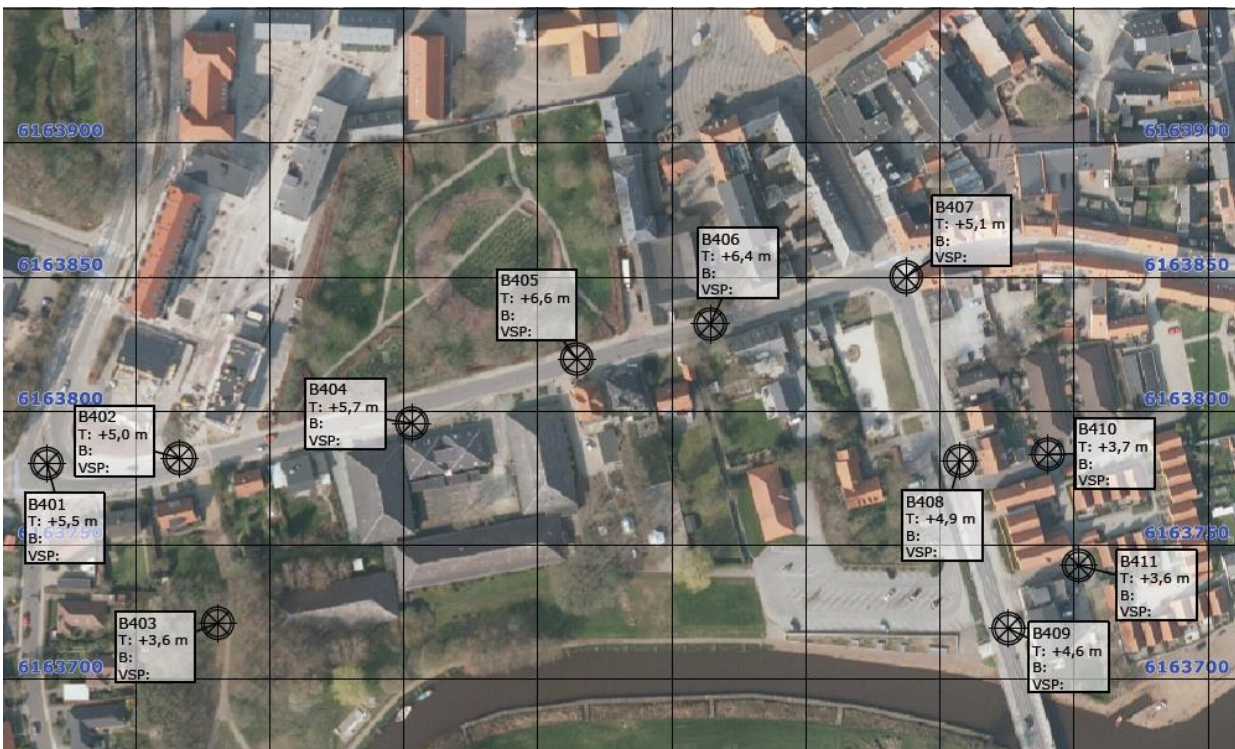 6163900
6163900
B407
T: +5,1 m
B:
VSP:
B406
T: +6,4 m
B:
VSP:
6163850
6163850
B405
T: +6,6 m
B:
VSP:
B404
T: +5,7 m
B:
VSP:
6163800
6163800
B402
T: +5,0 m
B:
VSP:
B410
T: +3,7 m
B:
VSP:
B401
T: +5,5 m
B:
VSP:
6163750
B408
T: +4,9 m
B:
VSP:
6163750
B411
T: +3,6 m
B:
VSP:
B403
T: +3,6 m
B:
VSP:
B409
T: +4,6 m
B:
VSP:
6163700
6163700